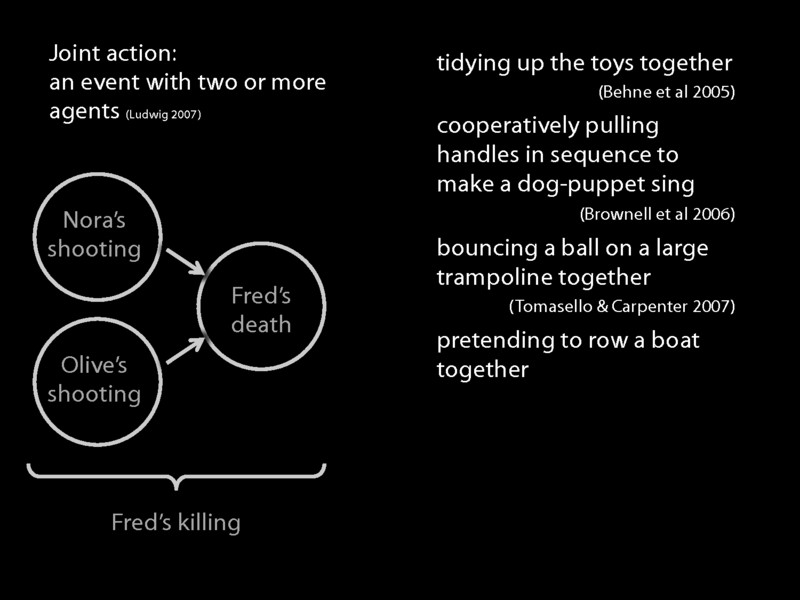 Joint action:
an event with two or more
agents (Ludwig 2007)
Nora's
shooting
Fred's
death
Olive's
shooting
Fred's killing
tidying up the toys together
(Behne et al 2005)
cooperatively pulling
handles in sequence to
make a dog-puppet sing
(Brownell et al 2006)
bouncing a ball on a large
trampoline together
(Tomasello & Carpenter 2007)
pretending to row a boat
together